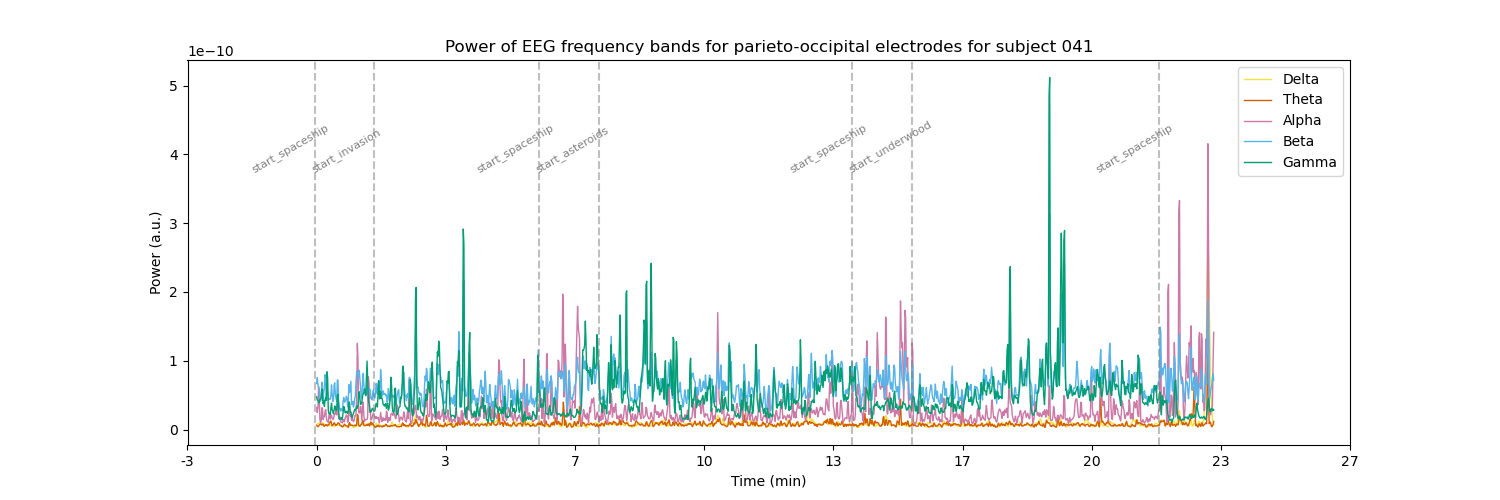 Power of EEG frequency bands for parieto-occipital electrodes for subject 041
1e−10
Power (a.u.)
5
4
3
2
1
0
start_spaceship
start_invasion
start_spaceship
start_asteroids
start_spaceship
start_underwood
start_spaceship
Delta
Theta
Alpha
Beta
Gamma
-3 0 3 7 10 13 17 20 23 27
Time (min)